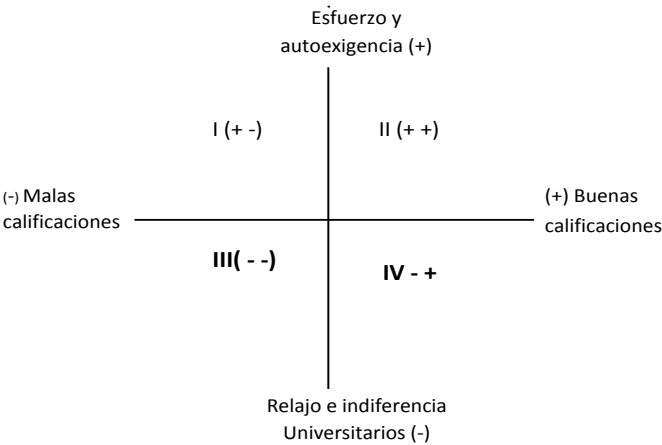 Esfuerzo y
autoexigencia (+)
I (+ -)
II (+ +)
(-) Malas
calificaciones
(+) Buenas
calificaciones
III( - -)
IV - +
Relajo e indiferencia
Universitarios (-)